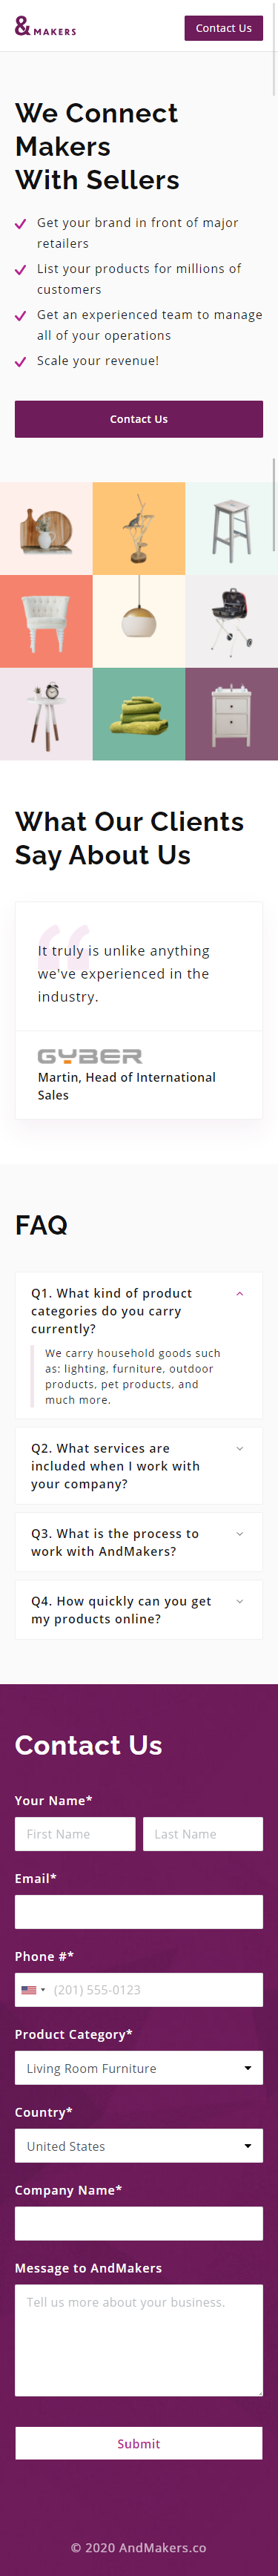 & MAKERS
Contact Us
We Connect
Makers
With Sellers
Get your brand in front of major
retailers
List your products for millions of
customers
Get an experienced team to manage
all of your operations
Scale your revenue!
Contact Us
What Our Clients
Say About Us
It truly is unlike anything
we've experienced in the
industry.
GYBER
Martin, Head of International
Sales
FAQ
Q1. What kind of product
categories do you carry
currently?
We carry household goods such
as: lighting, furniture, outdoor
products, pet products, and
much more.
Q2. What services are
included when I work with
your company?
Q3. What is the process to
work with AndMakers?
Q4. How quickly can you get
my products online?
Contact Us
Your Name*
First Name Last Name
Email*
Phone #*
(201) 555-0123
Product Category*
Living Room Furniture
Country*
United States
Company Name*
Message to AndMakers
Tell us more about your business.
Submit
© 2020 AndMakers.co